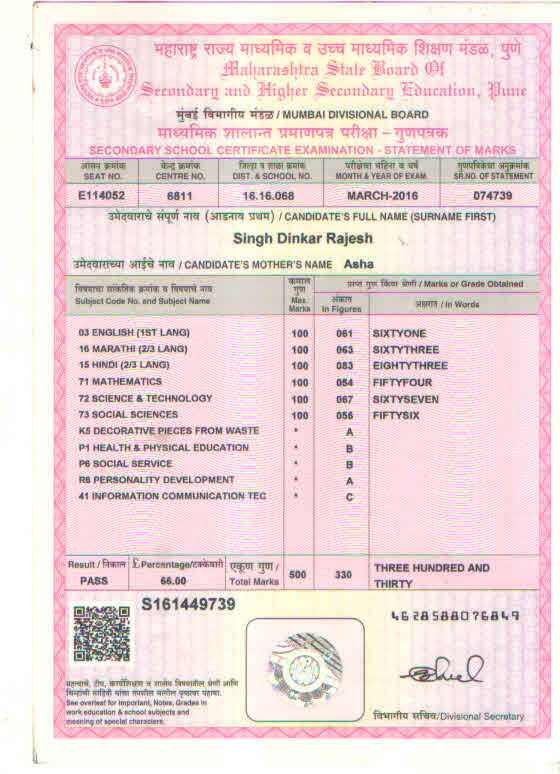 महाराष्ट्र राज्य माध्यमिक व उच्च माध्यमिक शिक्षण मंडळ, पुणे
Maharashtra State Board Of
Secondary and Higher Secondary Education, Pune
मुंबई विभागीय मंडळ / MUMBAI DIVISIONAL BOARD
माध्यमिक शालान्त प्रमाणपत्र परीक्षा – गुणपत्रक
SECONDARY SCHOOL CERTIFICATE EXAMINATION - STATEMENT OF MARKS
आसन क्रमांक केन्द्र क्रमांक जिल्हा व शाळा क्रमांक परीक्षेचा महिना व वर्ष गुणपत्रिकेचा अनुक्रमांक
SEAT NO. CENTRE NO. DIST. & SCHOOL NO. MONTH & YEAR OF EXAM SR.NO. OF STATEMENT
E114052 6811 16.16.068 MARCH-2016 074739
उमेदवाराचे संपूर्ण नाव (आडनाव प्रथम) / CANDIDATE'S FULL NAME (SURNAME FIRST)
Singh Dinkar Rajesh
उमेदवाराच्या आईचे नाव / CANDIDATE'S MOTHER'S NAME Asha
विषयाचा सांकेतिक क्रमांक व विषयाचे नाव कमाल गुण प्राप्त गुण किंवा श्रेणी / Marks or Grade Obtained
Subject Code No. and Subject Name Max. Marks अंकात In Figures अक्षरात / In Words
03 ENGLISH (1ST LANG) 100 061 SIXTYONE
16 MARATHI (2/3 LANG) 100 063 SIXTYTHREE
15 HINDI (2/3 LANG) 100 083 EIGHTYTHREE
71 MATHEMATICS 100 054 FIFTYFOUR
72 SCIENCE & TECHNOLOGY 100 067 SIXTYSEVEN
73 SOCIAL SCIENCES 100 056 FIFTYSIX
K5 DECORATIVE PIECES FROM WASTE * A
P1 HEALTH & PHYSICAL EDUCATION * B
P6 SOCIAL SERVICE * B
R6 PERSONALITY DEVELOPMENT * A
41 INFORMATION COMMUNICATION TEC * C
Result / निकाल £ Percentage/टक्केवारी एकूण गुण / 500 330 THREE HUNDRED AND
PASS 66.00 Total Marks THIRTY
S161449739
4628588076849
महत्वाचे, टीप, कार्यशिक्षण व शालेय विषयातील श्रेणी आणि
चिन्हांची माहिती यांचा तपशील मागील पृष्ठावर पहावा.
See overleaf for Important, Notes, Grades in
work education & school subjects and
meaning of special characters.
विभागीय सचिव/Divisional Secretary